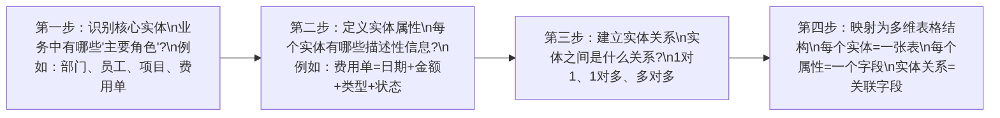 第一步：识别核心实体\n业
务中有哪些'主要角色'?\n例
如：部门、员工、项目、费
用单
第二步：定义实体属性\n每
个实体有哪些描述性信息?\n
例如：费用单=日期+金额
+类型+状态
第三步：建立实体关系\n实
体之间是什么关系?\n1对
1、1对多、多对多
第四步：映射为多维表格结
构\n每个实体=一张表\n每个
属性=一个字段\n实体关系=
关联字段